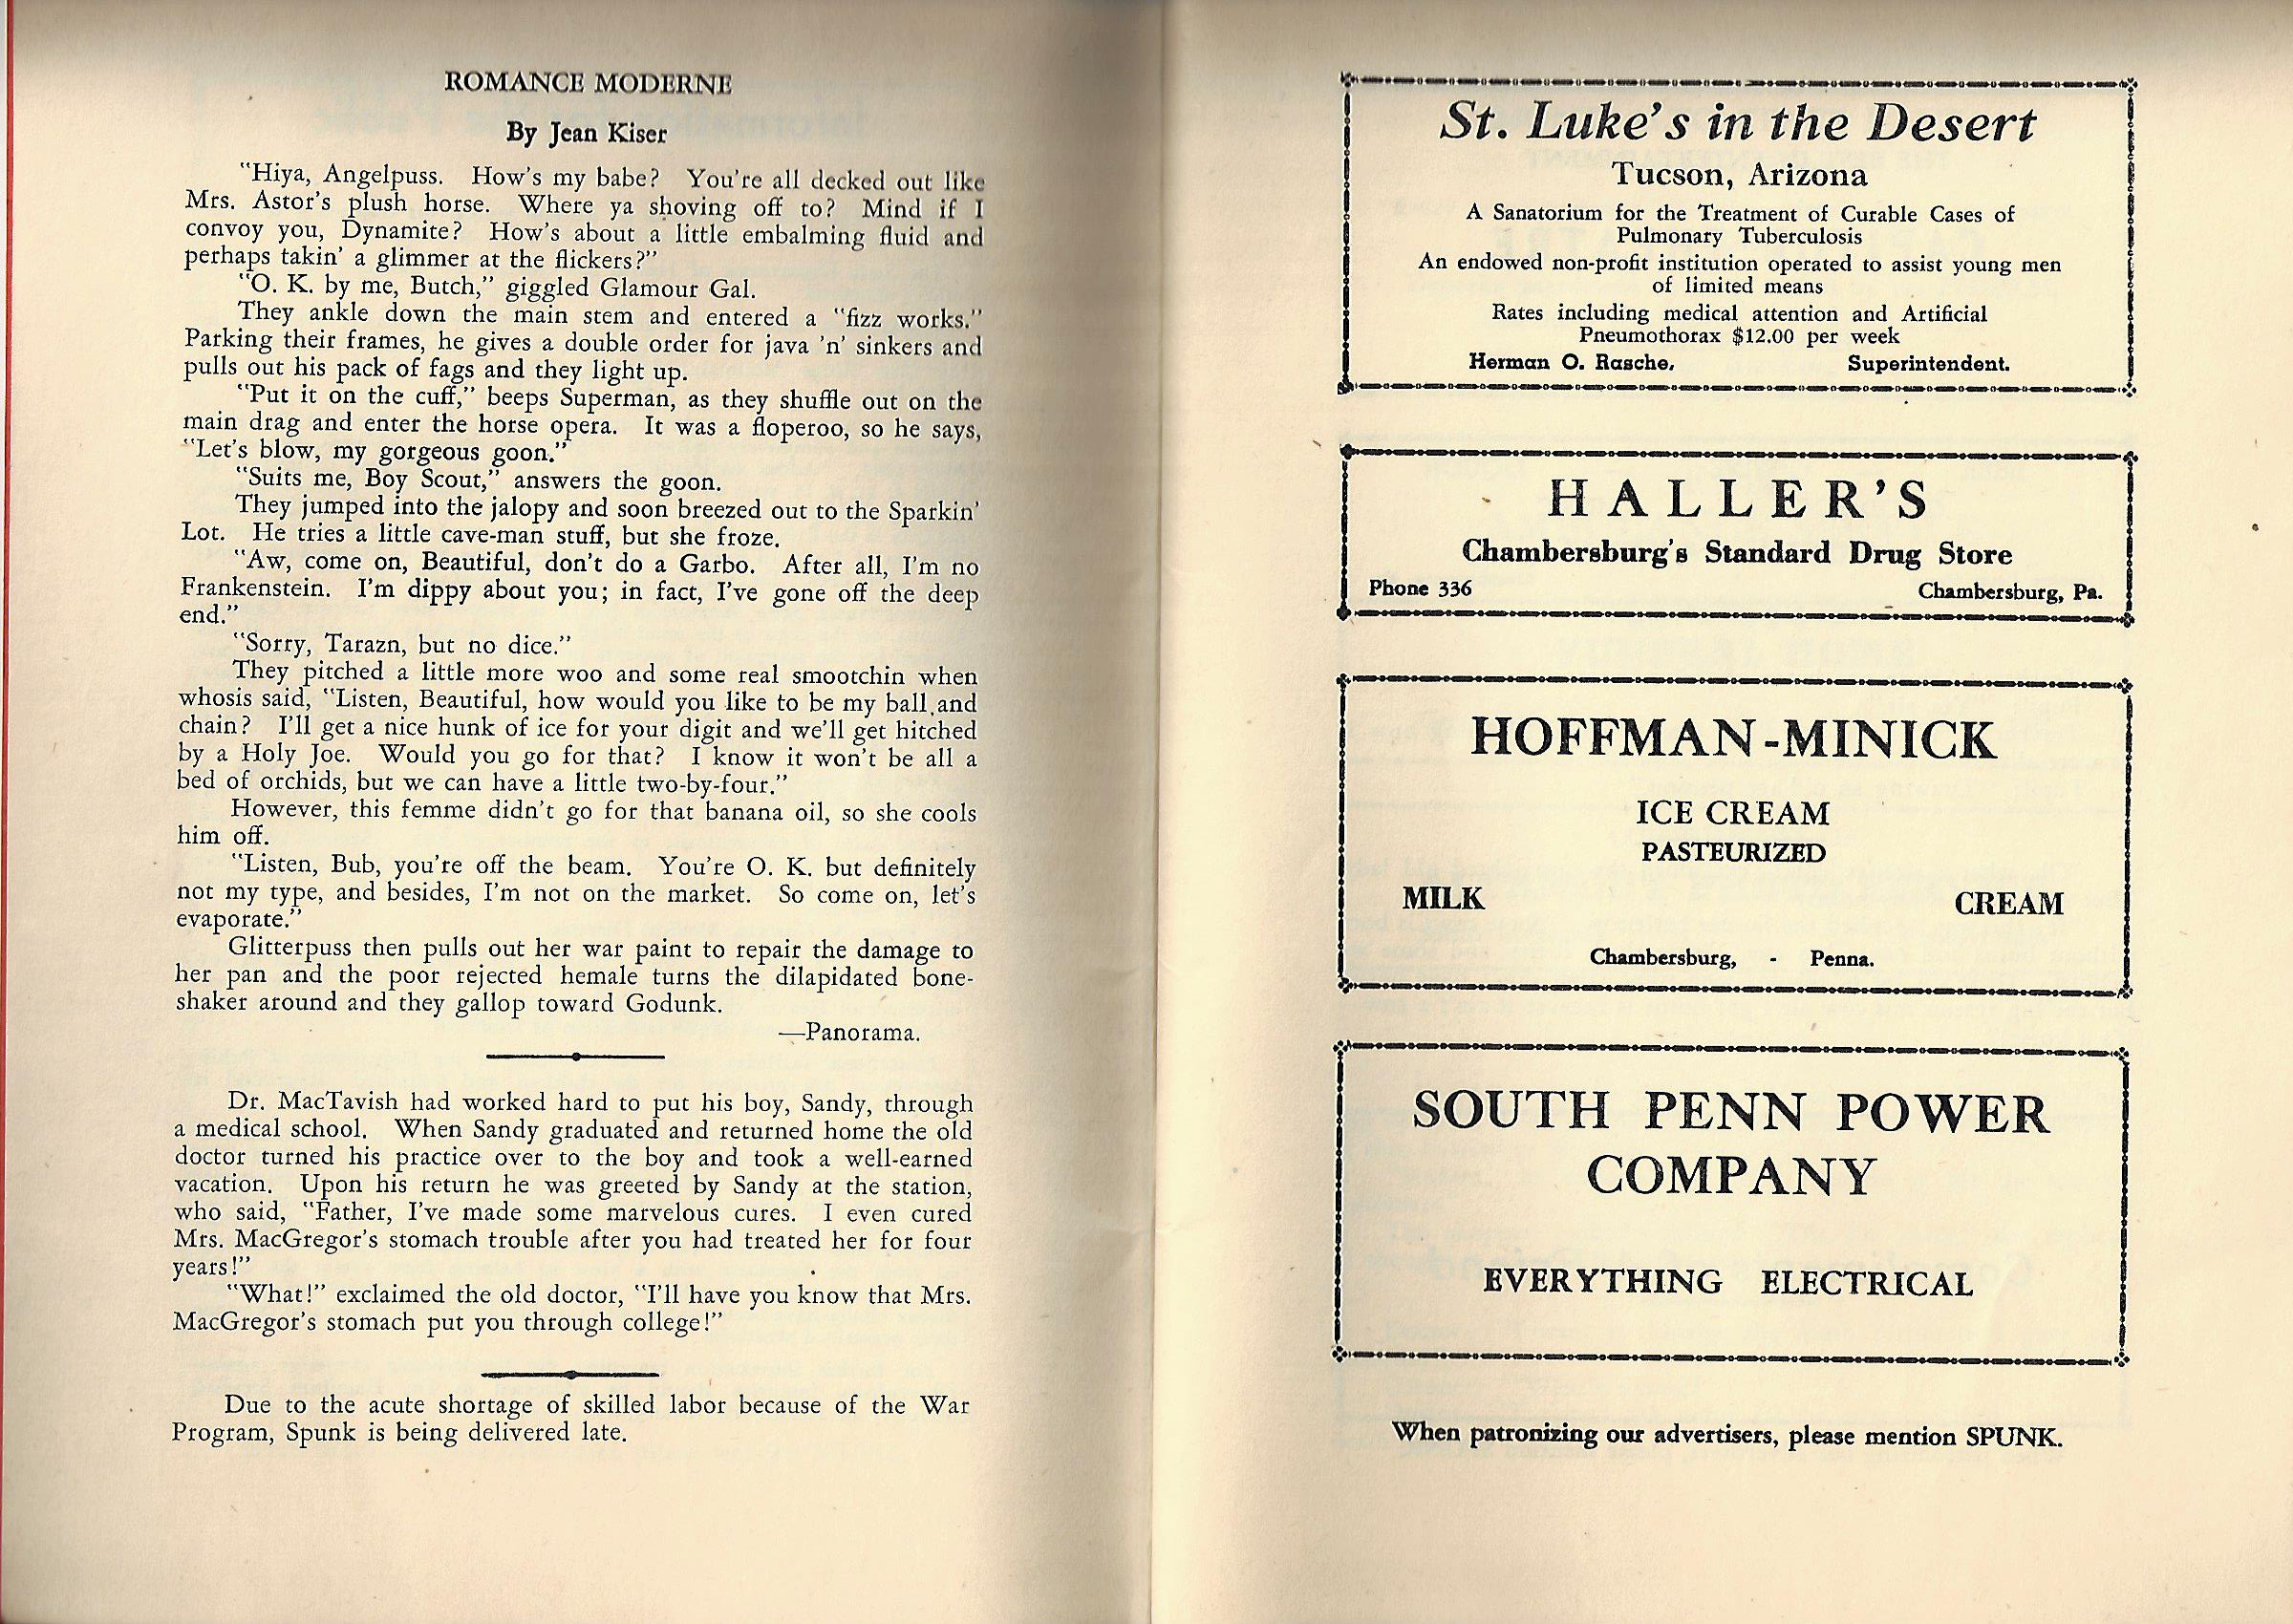 ROMANCE MODERNE
By Jean Kiser
"Hiya, Angelpuss. How's my babe? You're all decked out like
Mrs. Astor's plush horse. Where ya shoving off to? Mind if I
convoy you, Dynamite? How's about a little embalming fluid and
perhaps takin' a glimmer at the flickers?"
"O. K. by me, Butch," giggled Glamour Gal.
They ankle down the main stem and entered a "fizz works."
Parking their frames, he gives a double order for java 'n' sinkers and
pulls out his pack of fags and they light up.
"Put it on the cuff," beeps Superman, as they shuffle out on the
main drag and enter the horse opera. It was a floperoo, so he says,
"Let's blow, my gorgeous goon."
"Suits me, Boy Scout," answers the goon.
They jumped into the jalopy and soon breezed out to the Sparkin'
Lot. He tries a little cave-man stuff, but she froze.
"Aw, come on, Beautiful, don't do a Garbo. After all, I'm no
Frankenstein. I'm dippy about you; in fact, I've gone off the deep
end."
"Sorry, Tarazn, but no dice."
They pitched a little more woo and some real smootchin when
whosis said, "Listen, Beautiful, how would you like to be my ball and
chain? I'll get a nice hunk of ice for your digit and we'll get hitched
by a Holy Joe. Would you go for that? I know it won't be all a
bed of orchids, but we can have a little two-by-four."
However, this femme didn't go for that banana oil, so she cools
him off.
"Listen, Bub, you're off the beam. You're O. K. but definitely
not my type, and besides, I'm not on the market. So come on, let's
evaporate."
Glitterpuss then pulls out her war paint to repair the damage to
her pan and the poor rejected hemale turns the dilapidated bone-
shaker around and they gallop toward Godunk.
—Panorama.
Dr. MacTavish had worked hard to put his boy, Sandy, through
a medical school. When Sandy graduated and returned home the old
doctor turned his practice over to the boy and took a well-earned
vacation. Upon his return he was greeted by Sandy at the station,
who said, "Father, I've made some marvelous cures. I even cured
Mrs. MacGregor's stomach trouble after you had treated her for four
years!"
"What!" exclaimed the old doctor, "I'll have you know that Mrs.
MacGregor's stomach put you through college!"
Due to the acute shortage of skilled labor because of the War
Program, Spunk is being delivered late.
St. Luke's in the Desert
Tucson, Arizona
A Sanatorium for the Treatment of Curable Cases of
Pulmonary Tuberculosis
An endowed non-profit institution operated to assist young men
of limited means
Rates including medical attention and Artificial
Pneumothorax $12.00 per week
Herman O. Rasche, Superintendent.
HALLER'S
Chambersburg's Standard Drug Store
Phone 336 Chambersburg, Pa.
HOFFMAN-MINICK
ICE CREAM
PASTEURIZED
MILK CREAM
Chambersburg, - Penna.
SOUTH PENN POWER
COMPANY
EVERYTHING ELECTRICAL
When patronizing our advertisers, please mention SPUNK.